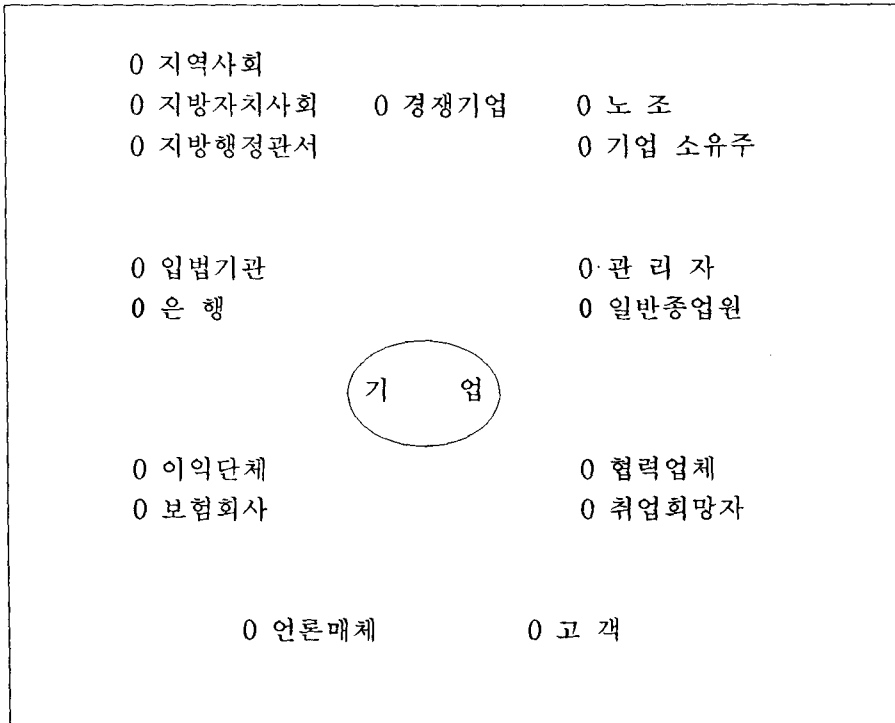 0 지역사회
0 지방자치사회 0 경쟁기업 0 노 조
0 지방행정관서 0 기업 소유주
0 입법기관 0 관 리 자
0 은 행 0 일반종업원
기 업
0 이익단체 0 협력업체
0 보험회사 0 취업희망자
0 언론매체 0 고 객